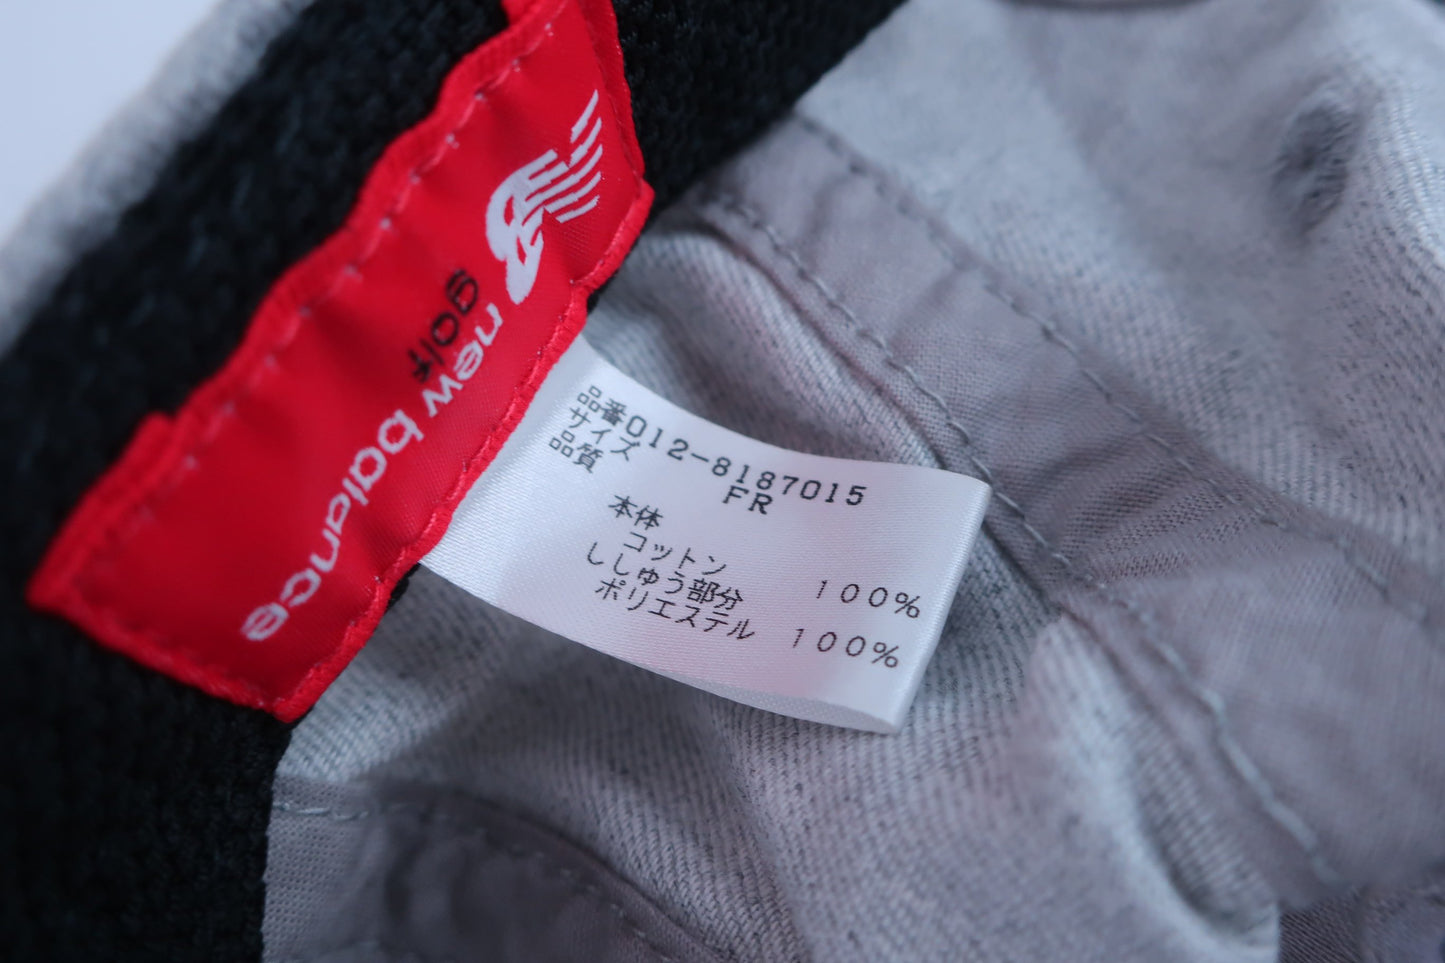 new balance
golf
品番012-8187015
サイズ FR
品質
本体
コットン 100%
ししゅう部分
ポリエステル 100%